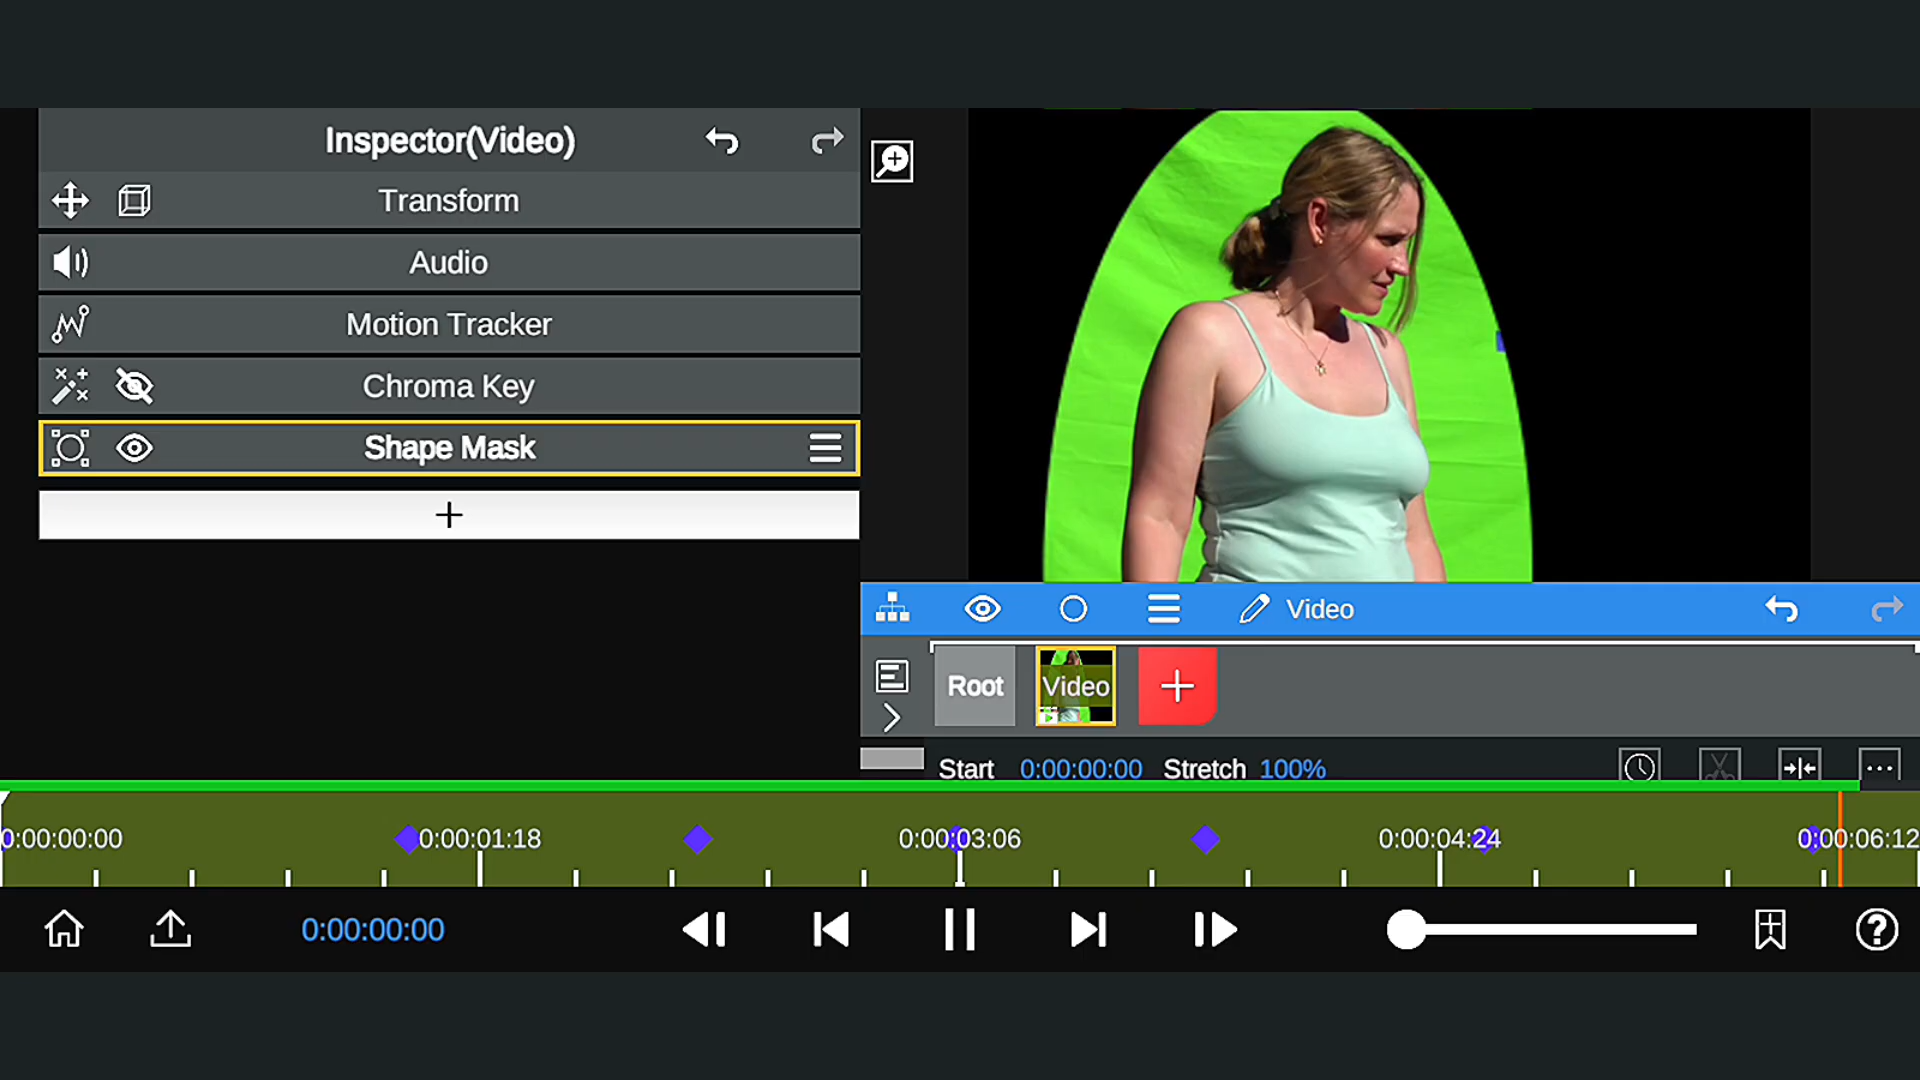 Inspector(Video)
Transform
Audio
Motion Tracker
Chroma Key
Shape Mask
Video
Root
Video
Start 0:00:00:00 Stretch 100%
0:00:00:00 0:00:01:18 0:00:03:06 0:00:04:24 0:00:06:12
0:00:00:00